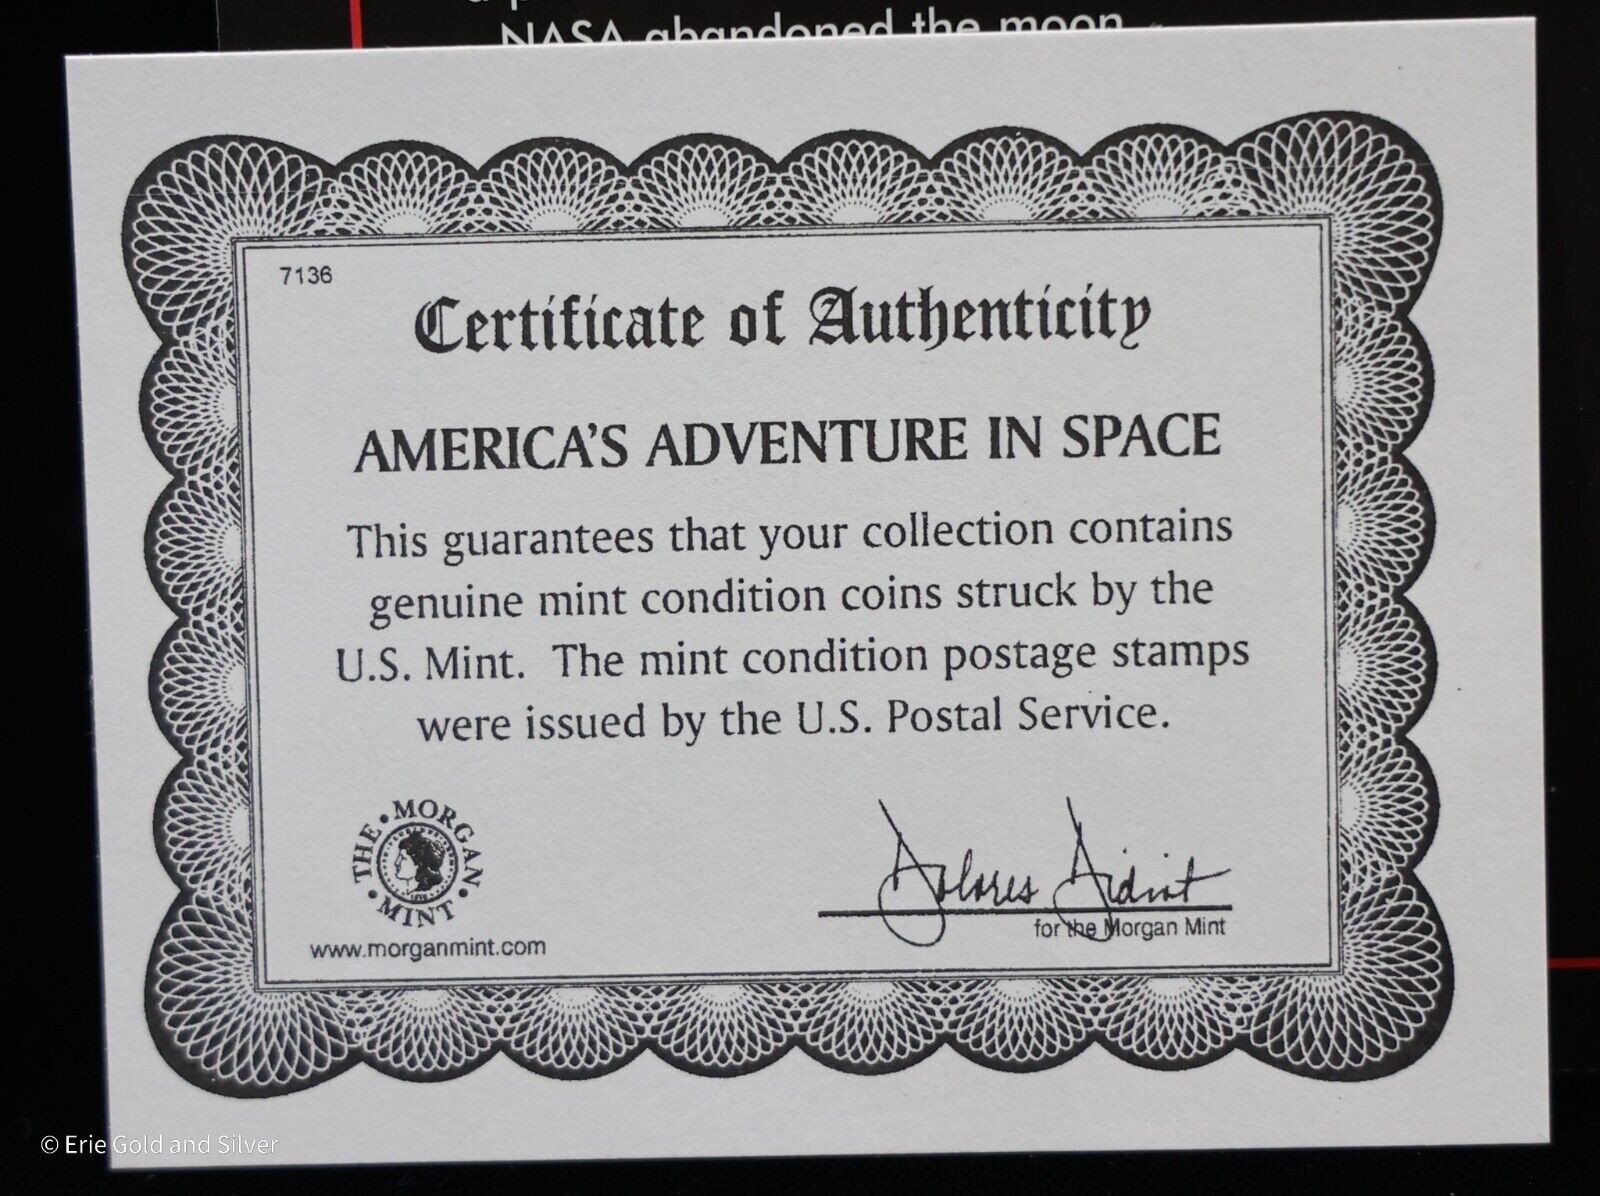 NASA abandoned the moon
7136
Certificate of Authenticity
AMERICA'S ADVENTURE IN SPACE
This guarantees that your collection contains
genuine mint condition coins struck by the
U.S. Mint. The mint condition postage stamps
were issued by the U.S. Postal Service.
THE • MORGAN • MINT •
www.morganmint.com
Dolores
for the Morgan Mint
© Erie Gold and Silver